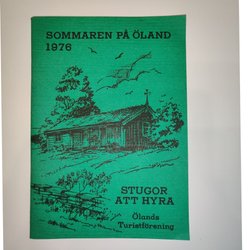 SOMMAREN PÅ ÖLAND
1976
STUGOR
ATT HYRA
Ölands
Turistförening